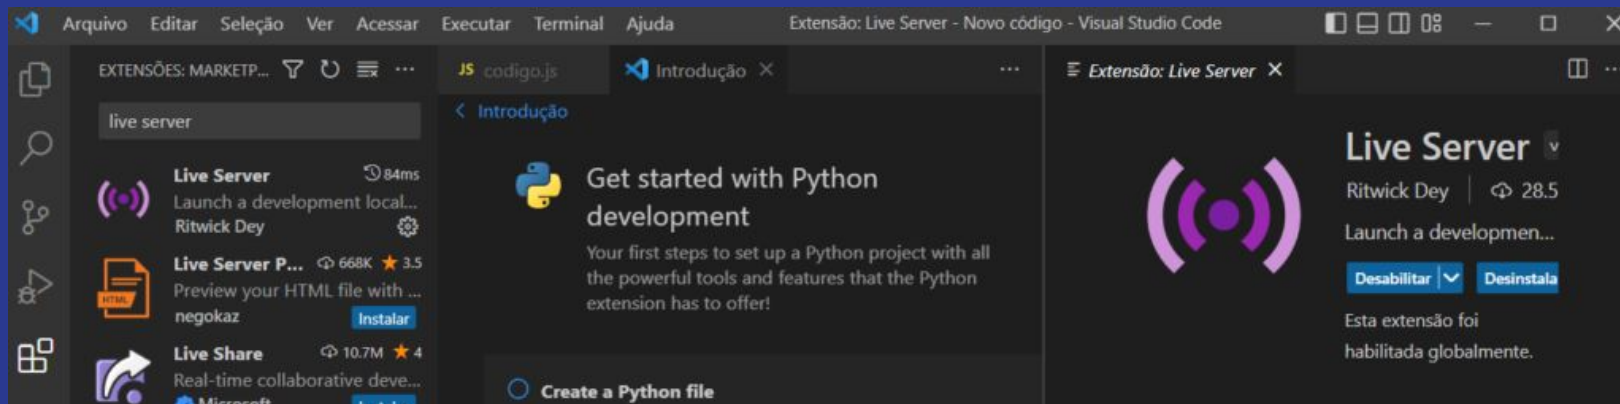 Arquivo Editar Seleção Ver Acessar Executar Terminal Ajuda Extensão: Live Server - Novo código - Visual Studio Code
EXTENSÕES: MARKETP...
live server
Live Server 84ms
Launch a development local...
Ritwick Dey
Live Server P... 668K 3.5
Preview your HTML file with ...
negokaz Instalar
Live Share 10.7M 4
Real-time collaborative deve...
Microsoft Instalar
JS codigo.js Introdução
Introdução
Get started with Python
development
Your first steps to set up a Python project with all
the powerful tools and features that the Python
extension has to offer!
Create a Python file
Extensão: Live Server
Live Server v
Ritwick Dey 28.5
Launch a developmen...
Desabilitar Desinstala
Esta extensão foi
habilitada globalmente.
HTML